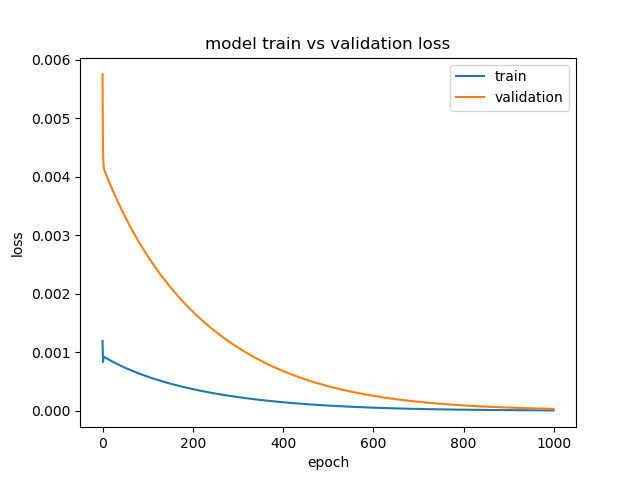 model train vs validation loss
train
validation
0.006
0.005
0.004
0.003
0.002
0.001
0.000
loss
0 200 400 600 800 1000
epoch